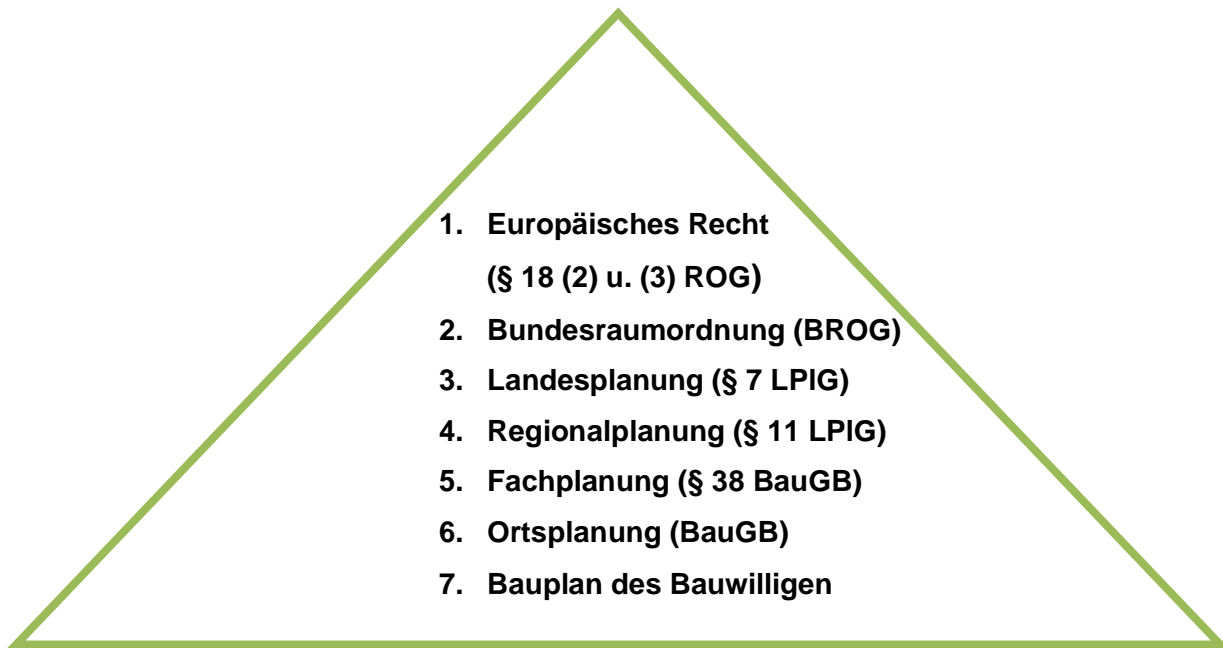 1. Europäisches Recht
(§ 18 (2) u. (3) ROG)
2. Bundesraumordnung (BROG)
3. Landesplanung (§ 7 LPlG)
4. Regionalplanung (§ 11 LPlG)
5. Fachplanung (§ 38 BauGB)
6. Ortsplanung (BauGB)
7. Bauplan des Bauwilligen